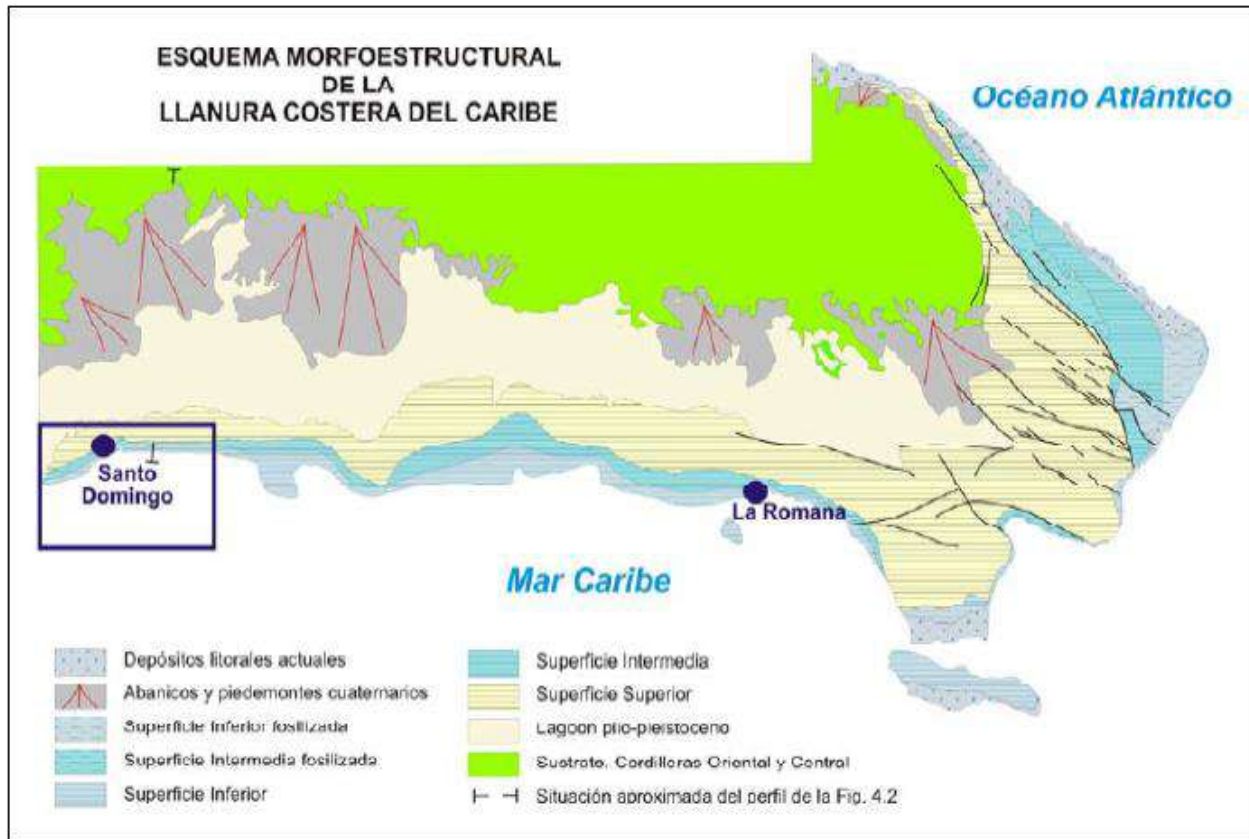 ESQUEMA MORFOESTRUCTURAL
DE LA
LLANURA COSTERA DEL CARIBE
Océano Atlántico
Santo
Domingo
La Romana
Mar Caribe
Depósitos litorales actuales
Abanicos y piedemontes cuaternarios
Superficie Inferior fosilizada
Superficie Intermedia fosilizada
Superficie Inferior
Superficie Intermedia
Superficie Superior
Lagoon plio-pleistoceno
Sustrato. Cordilleras Oriental y Central
Situación aproximada del perfil de la Fig. 4.2